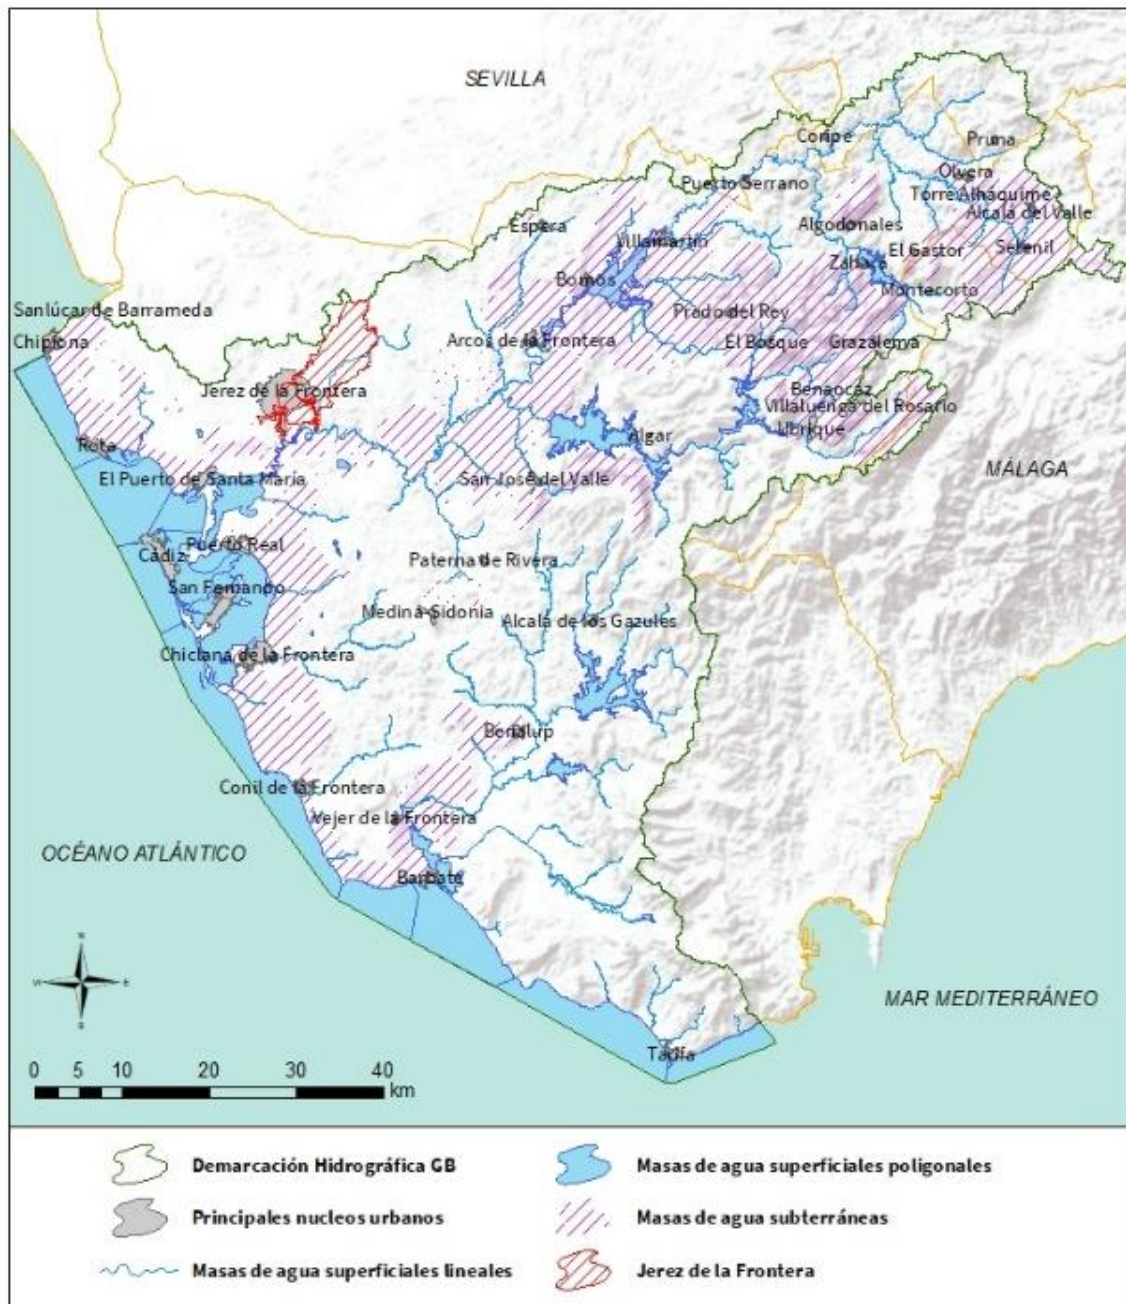 SEVILLA
Coripe
Pruna
Olvera
Puerto Serrano
Torre Alhaquime
Alcalá del Valle
Espera
Algodonales
Villamartín
El Gastor
Setenil
Zahara
Bornos
Montecorto
Sanlúcar de Barrameda
Prado del Rey
Chipiona
Arcos de la Frontera
El Bosque
Grazalema
Jerez de la Frontera
Benaocaz
Villaluenga del Rosario
Ubrique
Algar
Rota
MÁLAGA
El Puerto de Santa María
San José del Valle
Puerto Real
Cádiz
Paterna de Rivera
San Fernando
Medina-Sidonia
Alcalá de los Gazules
Chiclana de la Frontera
Benalup
Conil de la Frontera
Vejer de la Frontera
OCÉANO ATLÁNTICO
Barbate
N
W
E
S
MAR MEDITERRÁNEO
Tarifa
0 5 10 20 30 40
km
Demarcación Hidrográfica GB
Masas de agua superficiales poligonales
Principales nucleos urbanos
Masas de agua subterráneas
Masas de agua superficiales lineales
Jerez de la Frontera